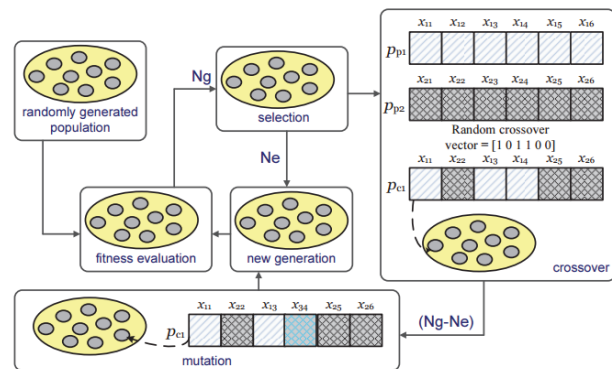 randomly generated
population
Ng
selection
Ne
fitness evaluation
new generation
x11 x12 x13 x14 x15 x16
pp1
x21 x22 x23 x24 x25 x26
pp2
Random crossover
vector = [1 0 1 1 0 0]
x11 x22 x13 x14 x25 x26
pc1
crossover
(Ng-Ne)
x11 x22 x13 x34 x25 x26
pc1
mutation